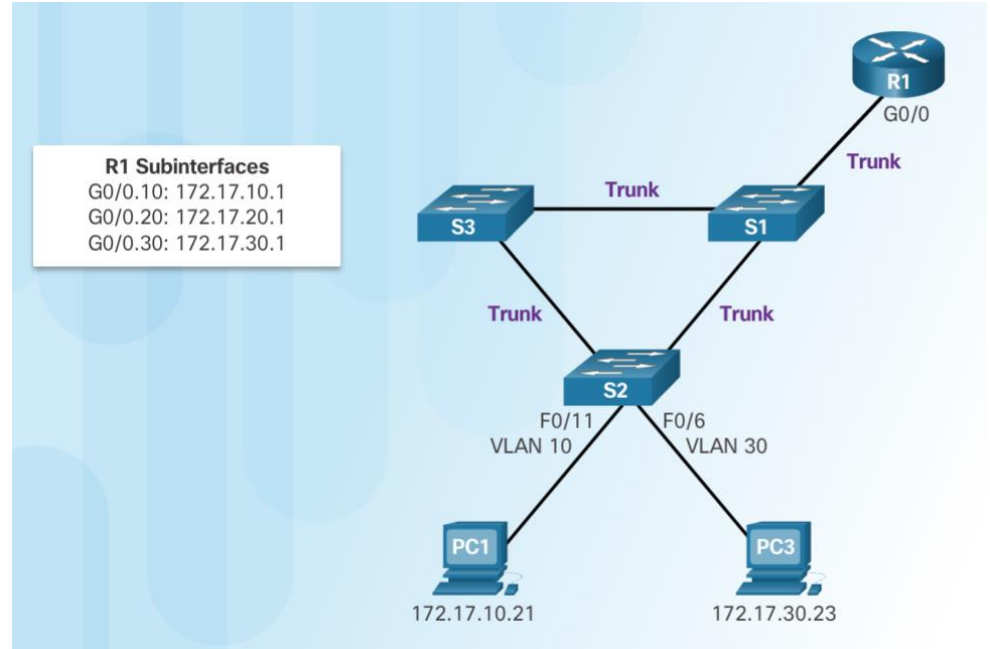 R1
G0/0
Trunk
R1 Subinterfaces
G0/0.10: 172.17.10.1
G0/0.20: 172.17.20.1
G0/0.30: 172.17.30.1
Trunk
S3
S1
Trunk
Trunk
S2
F0/11
F0/6
VLAN 10
VLAN 30
PC1
PC3
172.17.10.21
172.17.30.23